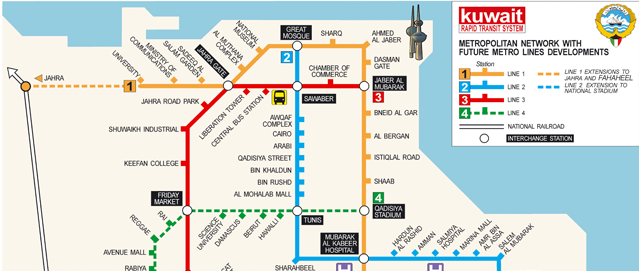 kuwait
RAPID TRANSIT SYSTEM
METROPOLITAN NETWORK WITH
FUTURE METRO LINES DEVELOPMENTS
Station
1 LINE 1
2 LINE 2
3 LINE 3
4 LINE 4
LINE 1 EXTENSIONS TO
JAHRA and FAHAHEEL
LINE 2 EXTENSION TO
NATIONAL STADIUM
NATIONAL RAILROAD
INTERCHANGE STATION
JAHRA
1
UNIVERSITY
MINISTRY OF
COMMUNICATIONS
SADEEQ AL
SALAM GARDEN
JAHRA GATE
AL MUTHANA
COMPLEX
NATIONAL
MUSEUM
GREAT
MOSQUE
2
SHARQ
AHMED
AL JABER
DASMAN
GATE
CHAMBER OF
COMMERCE
JABER AL
MUBARAK
3
JAHRA ROAD PARK
LIBERATION TOWER
CENTRAL BUS STATION
SAWABER
SHUWAIKH INDUSTRIAL
AWQAF
COMPLEX
CAIRO
ARABI
QADISIYA STREET
BIN KHALDUN
BIN RUSHD
AL MOHALAB MALL
BNEID AL GAR
AL BERGAN
ISTIQLAL ROAD
SHAAB
KEEFAN COLLEGE
FRIDAY
MARKET
4
QADISIYA
STADIUM
RAI
REGGAE
AVENUE MALL
RABIYA
SCIENCE
UNIVERSITY
DAMASCUS
BEIRUT
HAWALLI
TUNIS
MUBARAK
AL KABEER
HOSPITAL
HAROUN
AL RASHID
AMMAN
SALMIYA
HOSPITAL
MARINA MALL
AMR BIN
AL ASSA
SALEM
AL MUBARAK
SHARAHBEEL